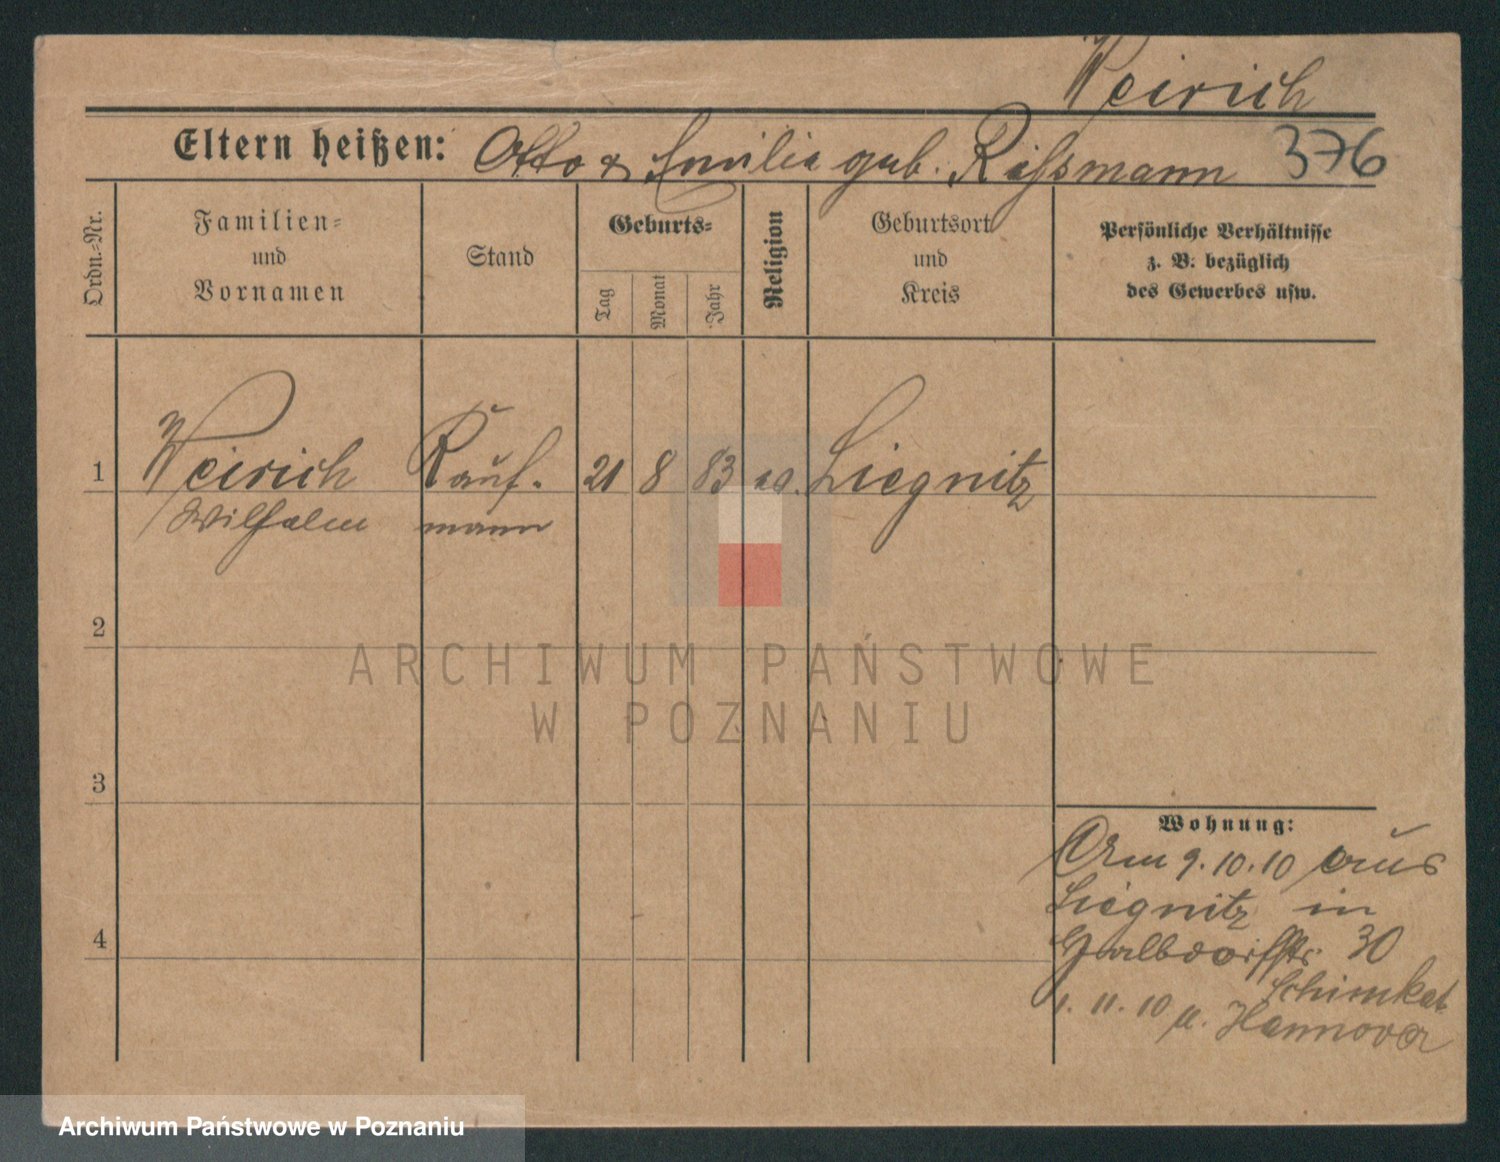 Weirich
Eltern heißen: Otto & Emilie geb. Rissmann 376
Ordn.=Nr.
Familien=
und
Vornamen
Stand
Geburts=
Tag
Monat
Jahr
Religion
Geburtsort
und
Kreis
Persönliche Verhältnisse
z. B. bezüglich
des Gewerbes usw.
1 Weirich Kauf- 21 8 83 Liegnitz
Wilhelm mann
2
3
4
Wohnung:
Am 9.10.10 aus
Liegnitz in
30
Schimkat
1.11.10 n. Hannover
ARCHIWUM PAŃSTWOWE
W POZNANIU
Archiwum Państwowe w Poznaniu